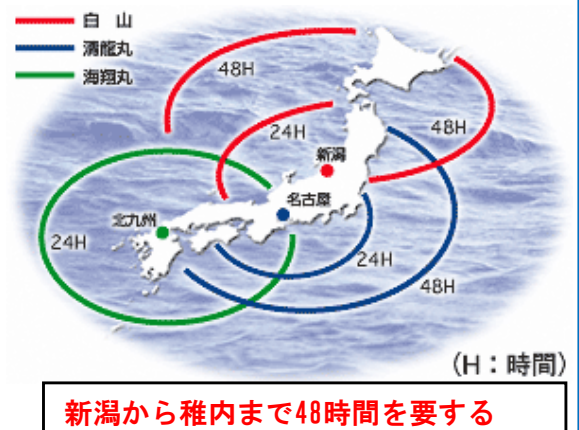 白山
清龍丸
海翔丸
48H
24H
48H
新潟
名古屋
北九州
24H
24H
48H
(H：時間)
新潟から稚内まで48時間を要する